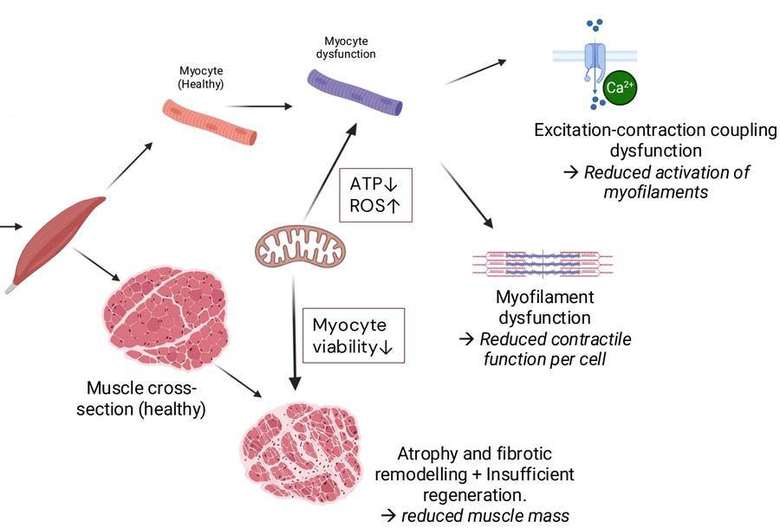 Myocyte
(Healthy)
Myocyte
dysfunction
Ca2+
Excitation-contraction coupling
dysfunction
→ Reduced activation of
myofilaments
ATP↓
ROS↑
Myofilament
dysfunction
→ Reduced contractile
function per cell
Myocyte
viability↓
Muscle cross-
section (healthy)
Atrophy and fibrotic
remodelling + Insufficient
regeneration.
→ reduced muscle mass